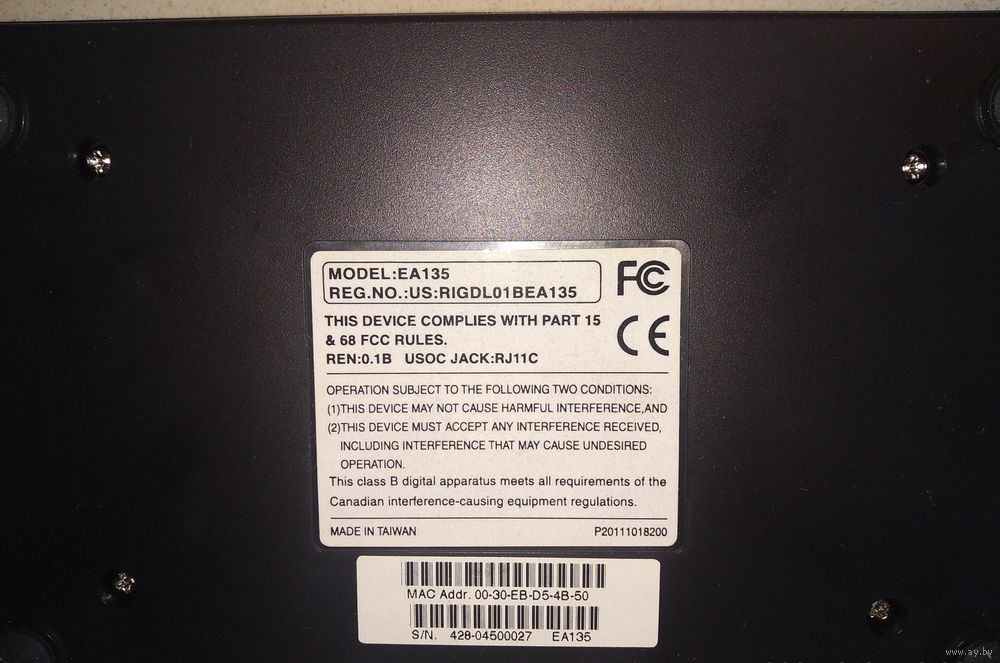 MODEL:EA135
REG.NO.:US:RIGDL01BEA135
FC
CE
THIS DEVICE COMPLIES WITH PART 15
& 68 FCC RULES.
REN:0.1B USOC JACK:RJ11C
OPERATION SUBJECT TO THE FOLLOWING TWO CONDITIONS:
(1)THIS DEVICE MAY NOT CAUSE HARMFUL INTERFERENCE,AND
(2)THIS DEVICE MUST ACCEPT ANY INTERFERENCE RECEIVED,
INCLUDING INTERFERENCE THAT MAY CAUSE UNDESIRED
OPERATION.
This class B digital apparatus meets all requirements of the
Canadian interference-causing equipment regulations.
MADE IN TAIWAN P20111018200
MAC Addr. 00-30-EB-D5-4B-50
S/N. 428-04500027 EA135
www.ay.by